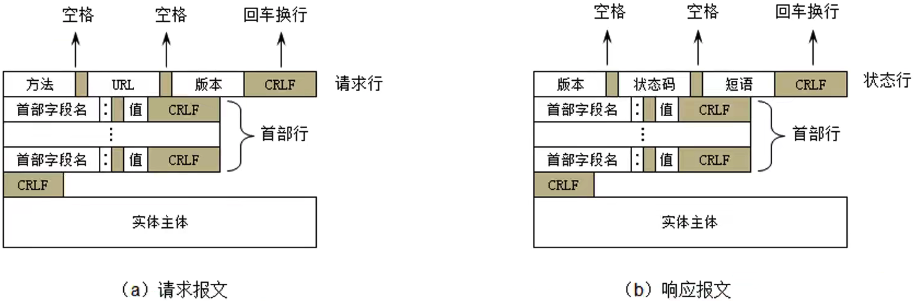 空格 空格 回车换行
方法 URL 版本 CRLF 请求行
首部字段名 : 值 CRLF
⋮ 首部行
首部字段名 : 值 CRLF
CRLF
实体主体
(a)请求报文
空格 空格 回车换行
版本 状态码 短语 CRLF 状态行
首部字段名 : 值 CRLF
⋮ 首部行
首部字段名 : 值 CRLF
CRLF
实体主体
(b)响应报文